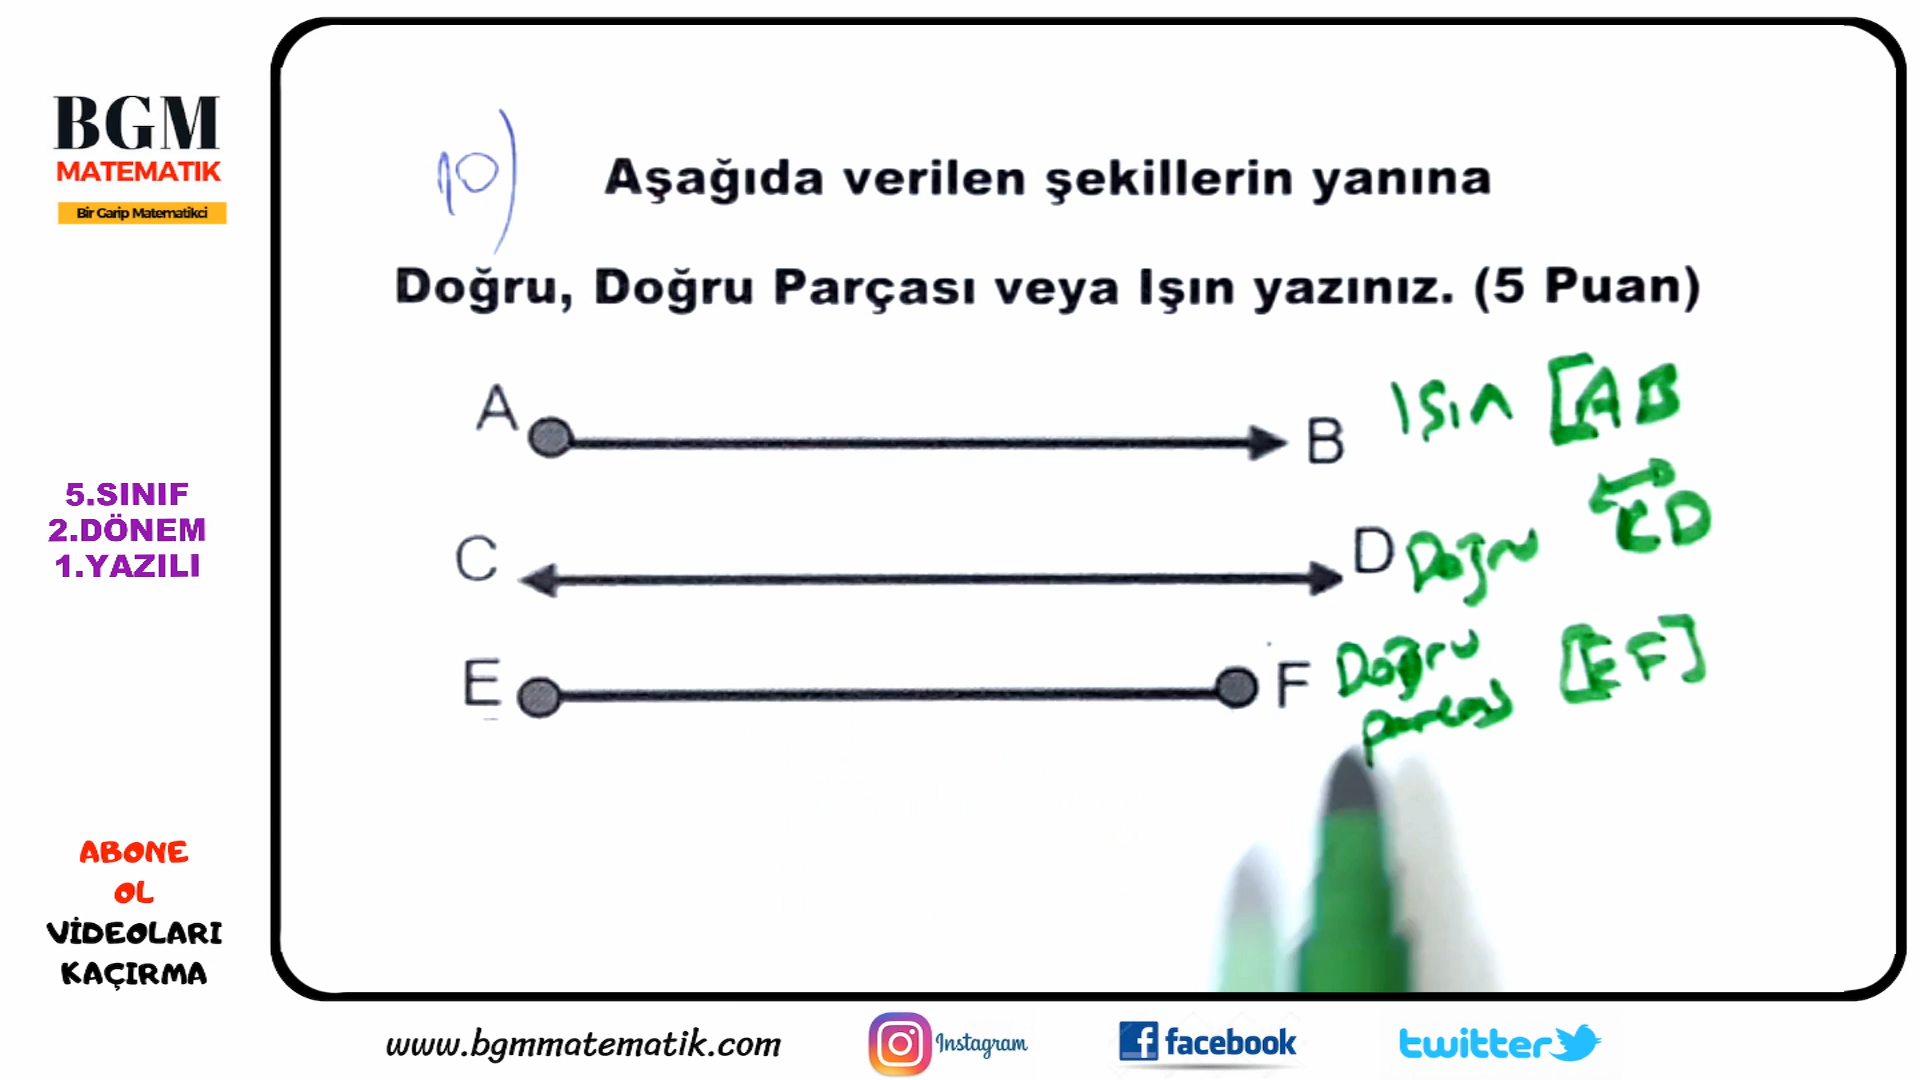 BGM
MATEMATIK
Bir Garip Matematikci
5.SINIF
2.DÖNEM
1.YAZILI
ABONE
OL
VİDEOLARI
KAÇIRMA
10)
Aşağıda verilen şekillerin yanına
Doğru, Doğru Parçası veya Işın yazınız. (5 Puan)
A B Işın [AB
C D Doğru CD
E F Doğru [EF]
parçası
www.bgmmatematik.com Instagram facebook twitter